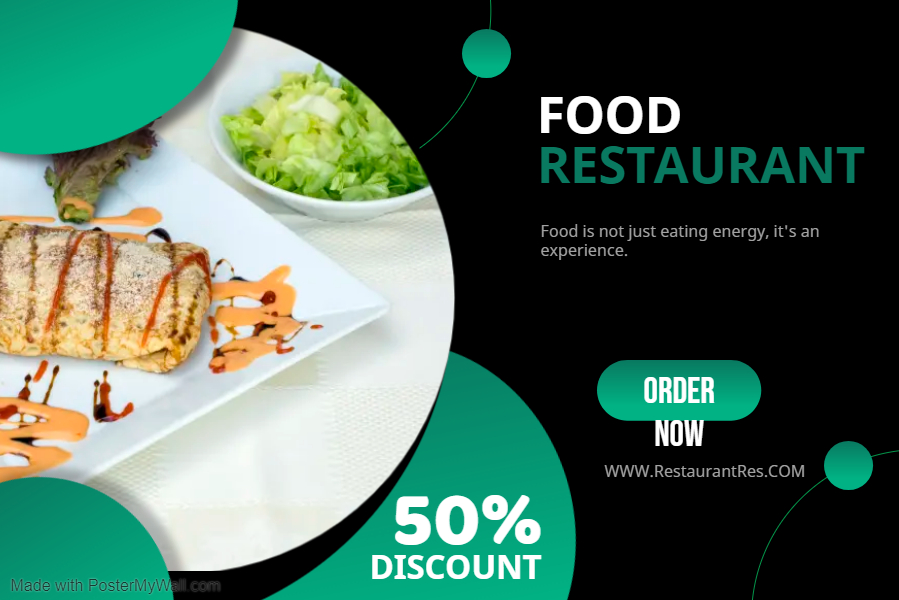 FOOD
RESTAURANT
Food is not just eating energy, it's an
experience.
ORDER
NOW
WWW.RestaurantRes.COM
50%
DISCOUNT
Made with PosterMyWall.com